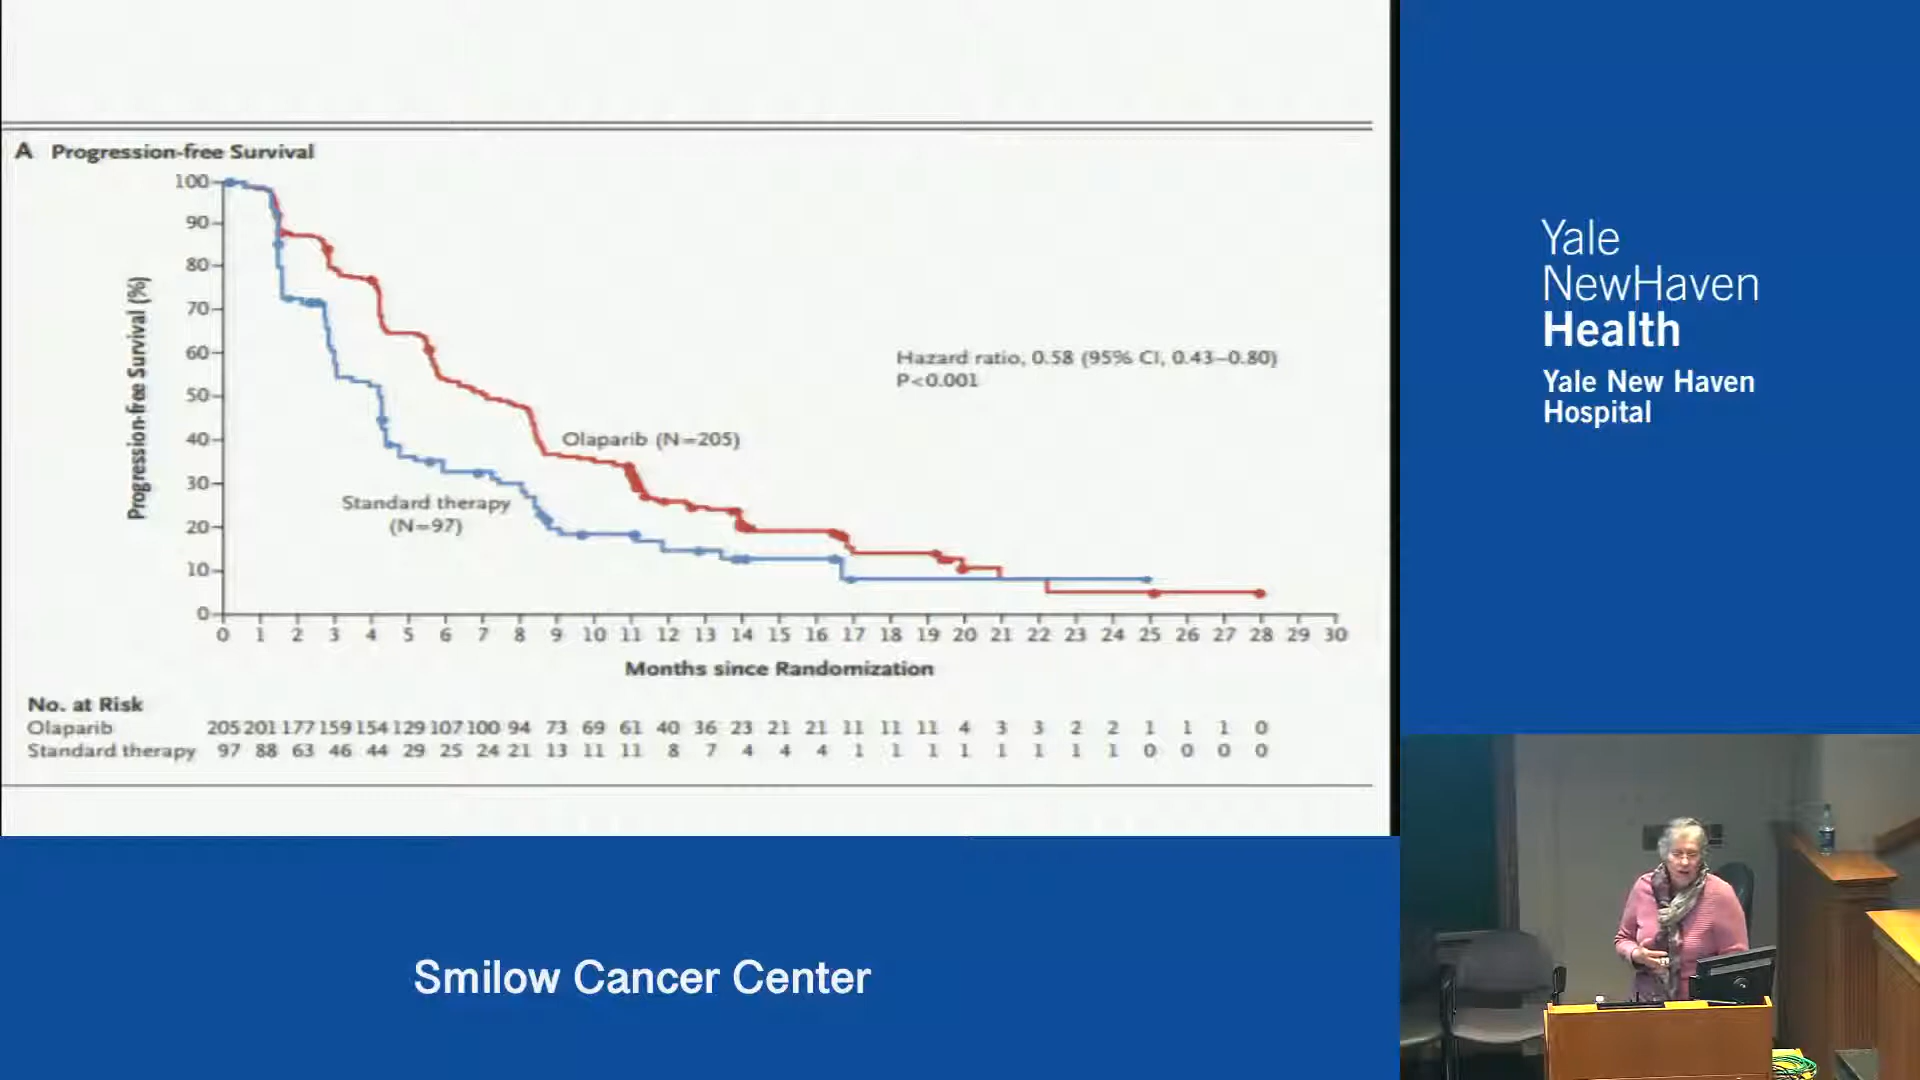 A Progression-free Survival
Progression-free Survival (%)
100
90
80
70
60
50
40
30
20
10
0
Hazard ratio, 0.58 (95% CI, 0.43–0.80)
P<0.001
Olaparib (N=205)
Standard therapy
(N=97)
0 1 2 3 4 5 6 7 8 9 10 11 12 13 14 15 16 17 18 19 20 21 22 23 24 25 26 27 28 29 30
Months since Randomization
No. at Risk
Olaparib 205 201 177 159 154 129 107 100 94 73 69 61 40 36 23 21 21 11 11 11 4 3 3 2 2 1 1 1 0
Standard therapy 97 88 63 46 44 29 25 24 21 13 11 11 8 7 4 4 4 1 1 1 1 1 1 1 1 0 0 0 0
Yale
NewHaven
Health
Yale New Haven
Hospital
Smilow Cancer Center